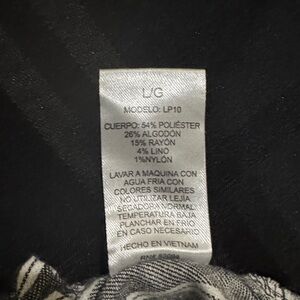 L/G
MODELO: LP10
CUERPO: 54% POLIÉSTER
26% ALGODÓN
15% RAYÓN
4% LINO
1%NYLON
LAVAR A MAQUINA CON
AGUA FRIA CON
COLORES SIMILARES
NO UTILIZAR LEJIA
SECADORA NORMAL
TEMPERATURA BAJA
PLANCHAR EN FRIO
EN CASO NECESARIO
HECHO EN VIETNAM
RN#